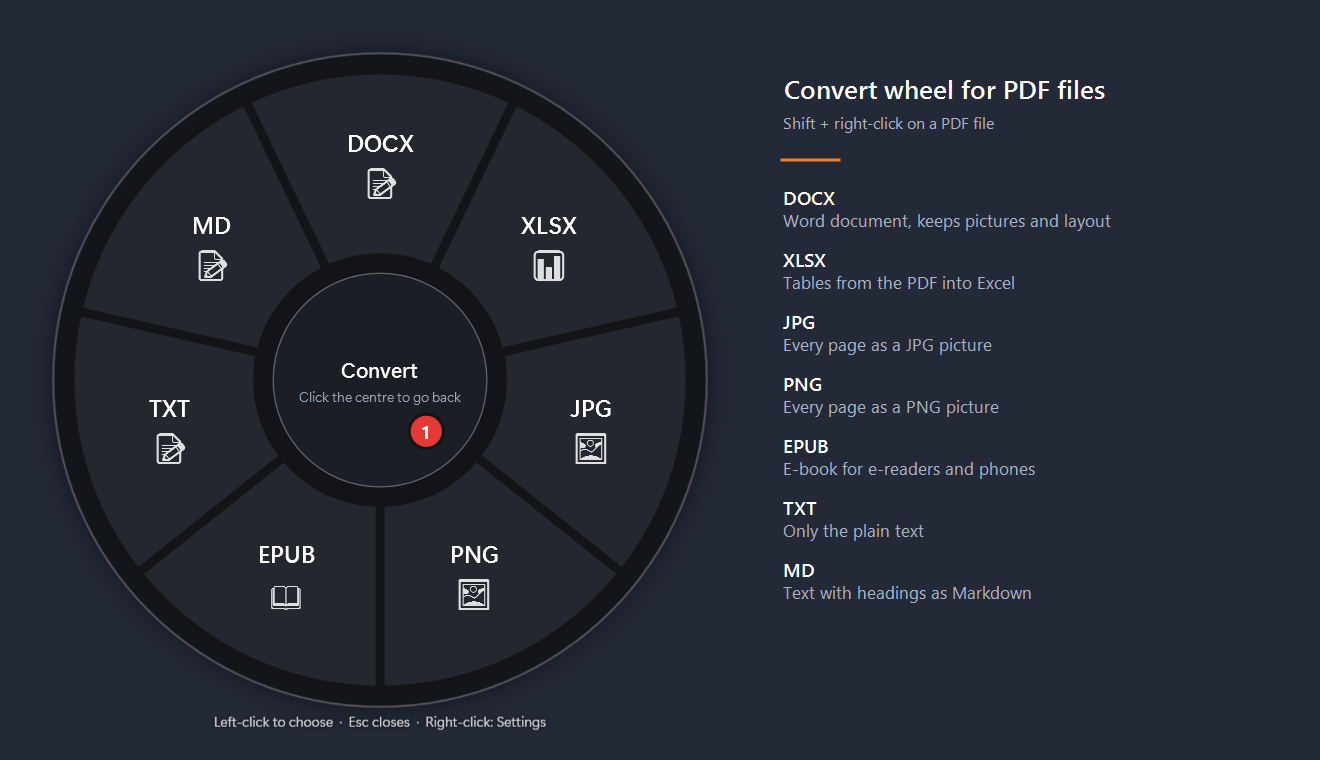 DOCX
MD
XLSX
Convert
Click the centre to go back
1
TXT
JPG
EPUB
PNG
Left-click to choose · Esc closes · Right-click: Settings
Convert wheel for PDF files
Shift + right-click on a PDF file
DOCX
Word document, keeps pictures and layout
XLSX
Tables from the PDF into Excel
JPG
Every page as a JPG picture
PNG
Every page as a PNG picture
EPUB
E-book for e-readers and phones
TXT
Only the plain text
MD
Text with headings as Markdown